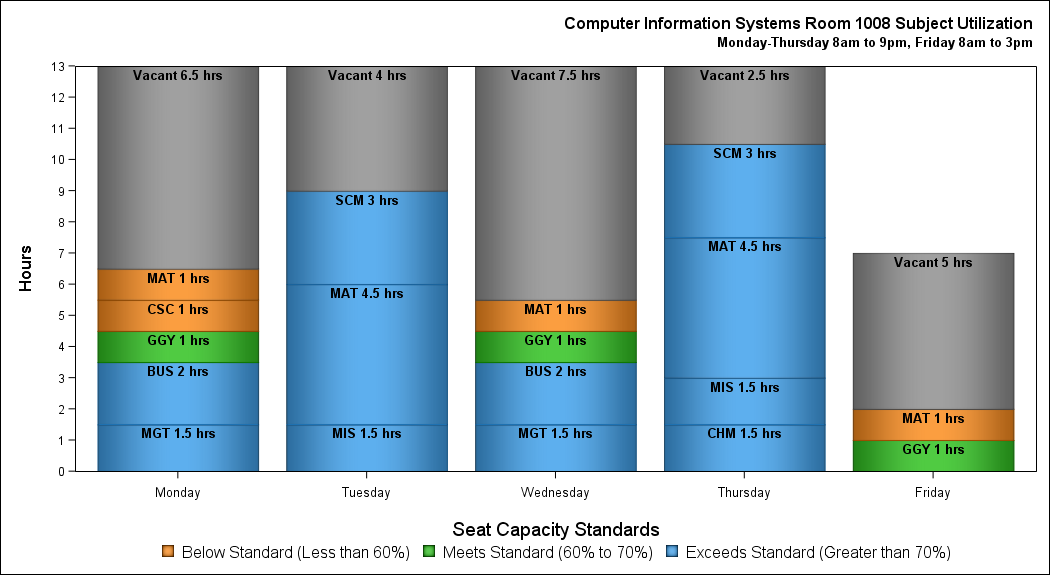 Computer Information Systems Room 1008 Subject Utilization
Monday-Thursday 8am to 9pm, Friday 8am to 3pm
Hours
13
12
11
10
9
8
7
6
5
4
3
2
1
0
Vacant 6.5 hrs
MAT 1 hrs
CSC 1 hrs
GGY 1 hrs
BUS 2 hrs
MGT 1.5 hrs
Vacant 4 hrs
SCM 3 hrs
MAT 4.5 hrs
MIS 1.5 hrs
Vacant 7.5 hrs
MAT 1 hrs
GGY 1 hrs
BUS 2 hrs
MGT 1.5 hrs
Vacant 2.5 hrs
SCM 3 hrs
MAT 4.5 hrs
MIS 1.5 hrs
CHM 1.5 hrs
Vacant 5 hrs
MAT 1 hrs
GGY 1 hrs
Monday Tuesday Wednesday Thursday Friday
Seat Capacity Standards
Below Standard (Less than 60%) Meets Standard (60% to 70%) Exceeds Standard (Greater than 70%)